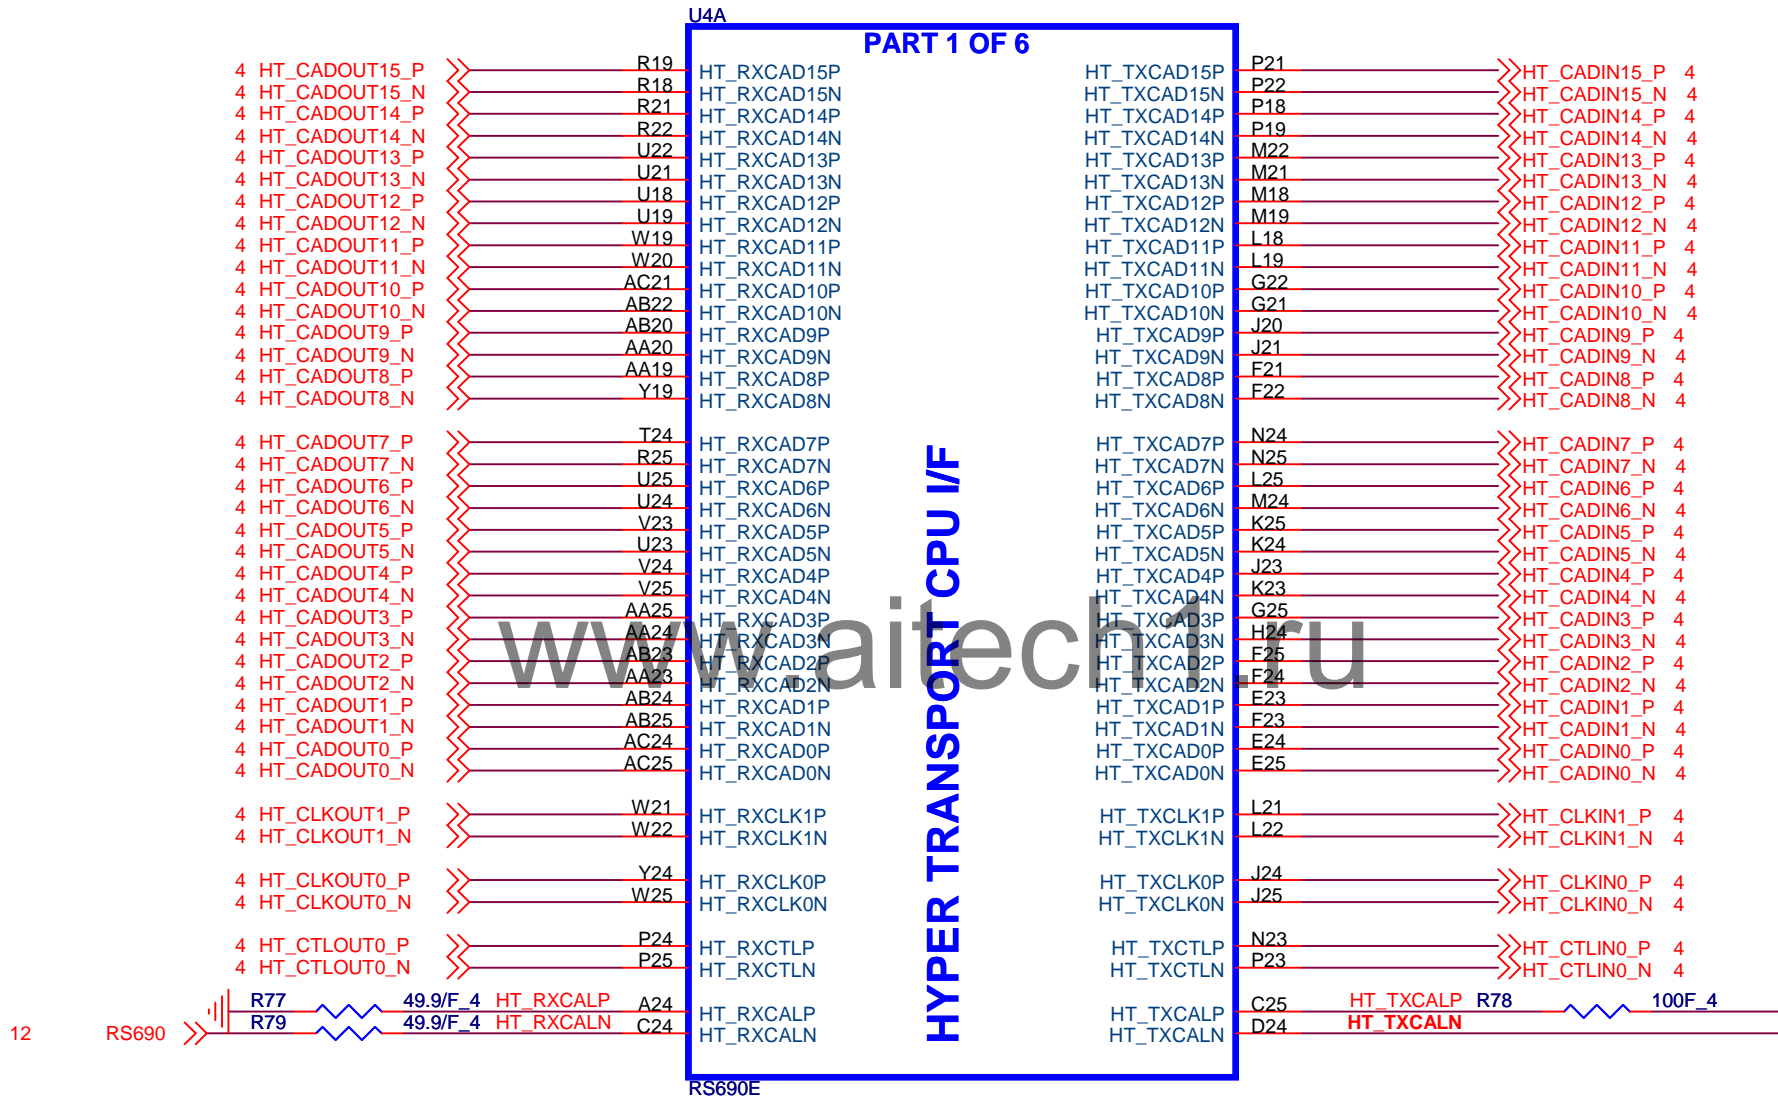 U4A
PART 1 OF 6
4 HT_CADOUT15_P R19 HT_RXCAD15P HT_TXCAD15P P21 HT_CADIN15_P 4
4 HT_CADOUT15_N R18 HT_RXCAD15N HT_TXCAD15N P22 HT_CADIN15_N 4
4 HT_CADOUT14_P R21 HT_RXCAD14P HT_TXCAD14P P18 HT_CADIN14_P 4
4 HT_CADOUT14_N R22 HT_RXCAD14N HT_TXCAD14N P19 HT_CADIN14_N 4
4 HT_CADOUT13_P U22 HT_RXCAD13P HT_TXCAD13P M22 HT_CADIN13_P 4
4 HT_CADOUT13_N U21 HT_RXCAD13N HT_TXCAD13N M21 HT_CADIN13_N 4
4 HT_CADOUT12_P U18 HT_RXCAD12P HT_TXCAD12P M18 HT_CADIN12_P 4
4 HT_CADOUT12_N U19 HT_RXCAD12N HT_TXCAD12N M19 HT_CADIN12_N 4
4 HT_CADOUT11_P W19 HT_RXCAD11P HT_TXCAD11P L18 HT_CADIN11_P 4
4 HT_CADOUT11_N W20 HT_RXCAD11N HT_TXCAD11N L19 HT_CADIN11_N 4
4 HT_CADOUT10_P AC21 HT_RXCAD10P HT_TXCAD10P G22 HT_CADIN10_P 4
4 HT_CADOUT10_N AB22 HT_RXCAD10N HT_TXCAD10N G21 HT_CADIN10_N 4
4 HT_CADOUT9_P AB20 HT_RXCAD9P HT_TXCAD9P J20 HT_CADIN9_P 4
4 HT_CADOUT9_N AA20 HT_RXCAD9N HT_TXCAD9N J21 HT_CADIN9_N 4
4 HT_CADOUT8_P AA19 HT_RXCAD8P HT_TXCAD8P F21 HT_CADIN8_P 4
4 HT_CADOUT8_N Y19 HT_RXCAD8N HT_TXCAD8N F22 HT_CADIN8_N 4
4 HT_CADOUT7_P T24 HT_RXCAD7P HT_TXCAD7P N24 HT_CADIN7_P 4
4 HT_CADOUT7_N R25 HT_RXCAD7N HT_TXCAD7N N25 HT_CADIN7_N 4
4 HT_CADOUT6_P U25 HT_RXCAD6P HT_TXCAD6P L25 HT_CADIN6_P 4
4 HT_CADOUT6_N U24 HT_RXCAD6N HT_TXCAD6N M24 HT_CADIN6_N 4
4 HT_CADOUT5_P V23 HT_RXCAD5P HT_TXCAD5P K25 HT_CADIN5_P 4
4 HT_CADOUT5_N U23 HT_RXCAD5N HT_TXCAD5N K24 HT_CADIN5_N 4
4 HT_CADOUT4_P V24 HT_RXCAD4P HT_TXCAD4P J23 HT_CADIN4_P 4
4 HT_CADOUT4_N V25 HT_RXCAD4N HT_TXCAD4N K23 HT_CADIN4_N 4
4 HT_CADOUT3_P AA25 HT_RXCAD3P HT_TXCAD3P G25 HT_CADIN3_P 4
4 HT_CADOUT3_N AA24 HT_RXCAD3N HT_TXCAD3N H24 HT_CADIN3_N 4
4 HT_CADOUT2_P AB23 HT_RXCAD2P HT_TXCAD2P F25 HT_CADIN2_P 4
4 HT_CADOUT2_N AA23 HT_RXCAD2N HT_TXCAD2N F24 HT_CADIN2_N 4
4 HT_CADOUT1_P AB24 HT_RXCAD1P HT_TXCAD1P E23 HT_CADIN1_P 4
4 HT_CADOUT1_N AB25 HT_RXCAD1N HT_TXCAD1N F23 HT_CADIN1_N 4
4 HT_CADOUT0_P AC24 HT_RXCAD0P HT_TXCAD0P E24 HT_CADIN0_P 4
4 HT_CADOUT0_N AC25 HT_RXCAD0N HT_TXCAD0N E25 HT_CADIN0_N 4
4 HT_CLKOUT1_P W21 HT_RXCLK1P HT_TXCLK1P L21 HT_CLKIN1_P 4
4 HT_CLKOUT1_N W22 HT_RXCLK1N HT_TXCLK1N L22 HT_CLKIN1_N 4
4 HT_CLKOUT0_P Y24 HT_RXCLK0P HT_TXCLK0P J24 HT_CLKIN0_P 4
4 HT_CLKOUT0_N W25 HT_RXCLK0N HT_TXCLK0N J25 HT_CLKIN0_N 4
4 HT_CTLOUT0_P P24 HT_RXCTLP HT_TXCTLP N23 HT_CTLIN0_P 4
4 HT_CTLOUT0_N P25 HT_RXCTLN HT_TXCTLN P23 HT_CTLIN0_N 4
R77 49.9/F_4 HT_RXCALP A24 HT_RXCALP HT_TXCALP C25 HT_TXCALP R78 100F_4
12 RS690 R79 49.9/F_4 HT_RXCALN C24 HT_RXCALN HT_TXCALN D24 HT_TXCALN
HYPER TRANSPORT CPU I/F
www.aitech1.ru
RS690E